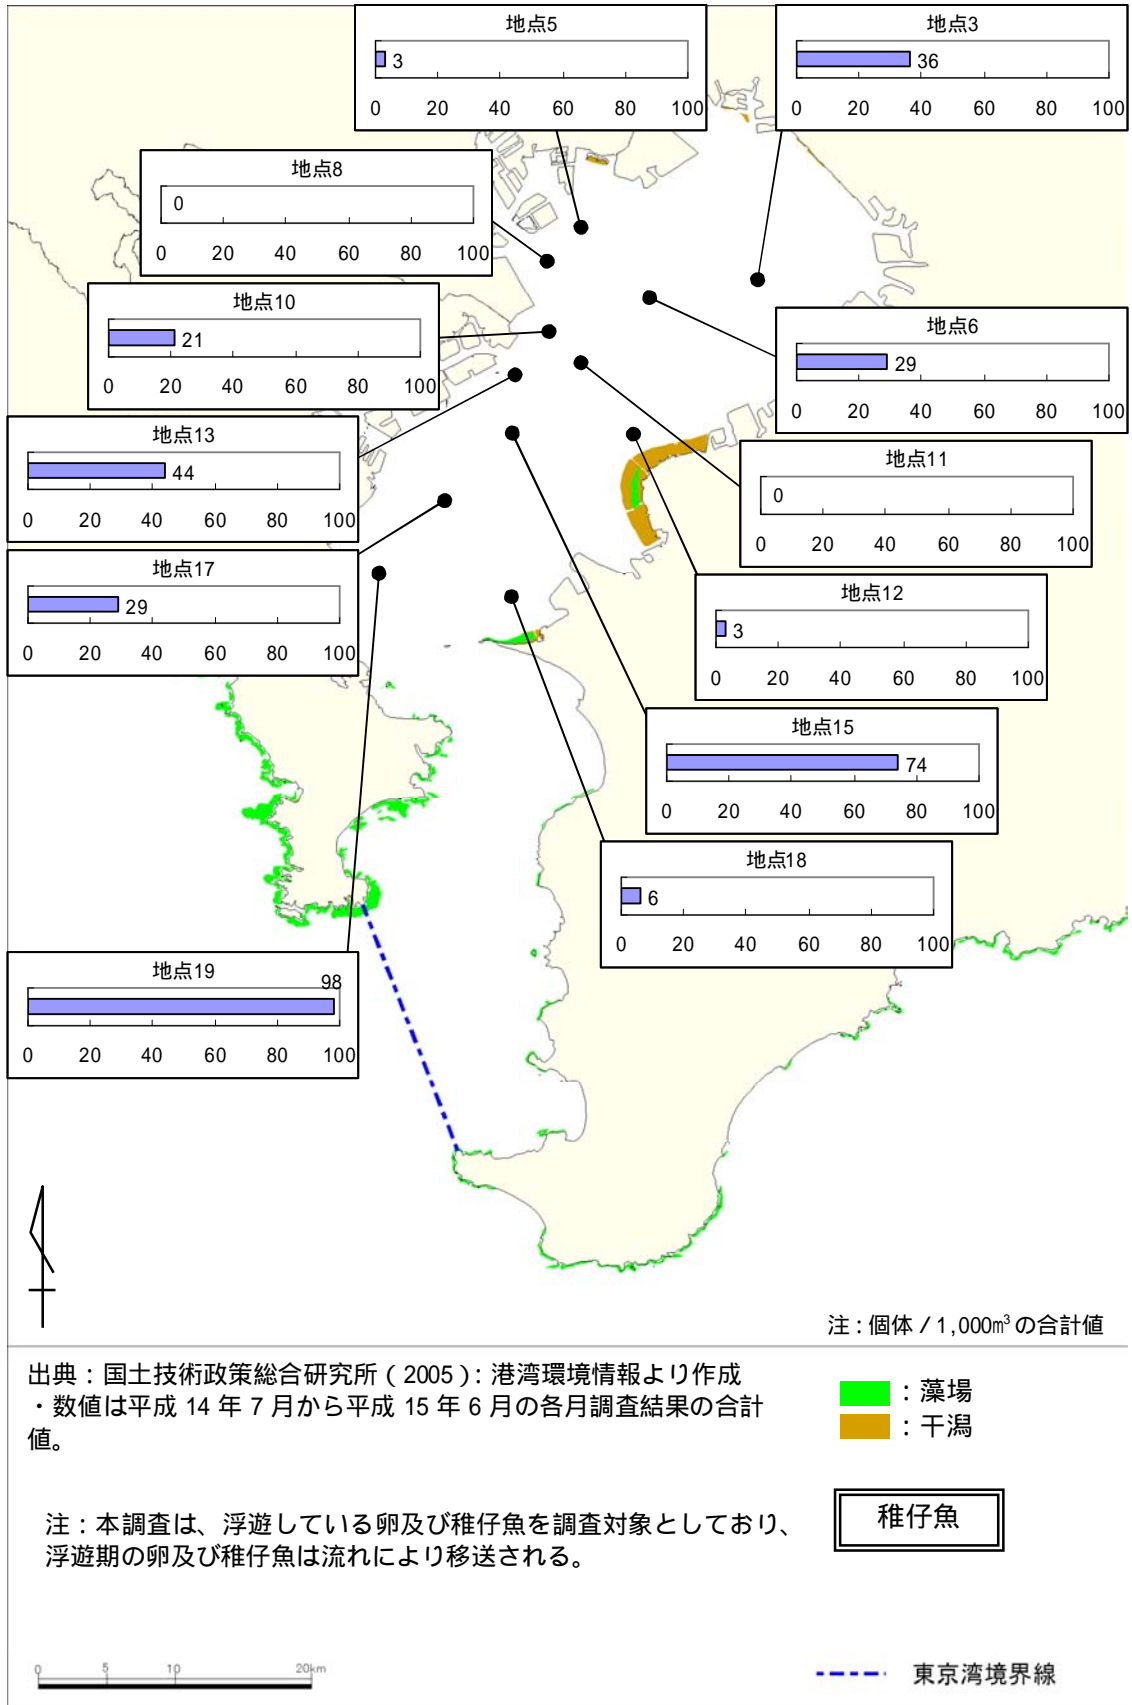 地点5
3
0 20 40 60 80 100
地点3
36
0 20 40 60 80 100
地点8
0
0 20 40 60 80 100
地点10
21
0 20 40 60 80 100
地点6
29
0 20 40 60 80 100
地点13
44
0 20 40 60 80 100
地点11
0
0 20 40 60 80 100
地点17
29
0 20 40 60 80 100
地点12
3
0 20 40 60 80 100
地点15
74
0 20 40 60 80 100
地点18
6
0 20 40 60 80 100
地点19
98
0 20 40 60 80 100
注:個体/1,000m³の合計値
出典:国土技術政策総合研究所(2005):港湾環境情報より作成
・数値は平成14年7月から平成15年6月の各月調査結果の合計
値。
:藻場
:干潟
注:本調査は、浮遊している卵及び稚仔魚を調査対象としており、
浮遊期の卵及び稚仔魚は流れにより移送される。
稚仔魚
0 5 10 20km
東京湾境界線